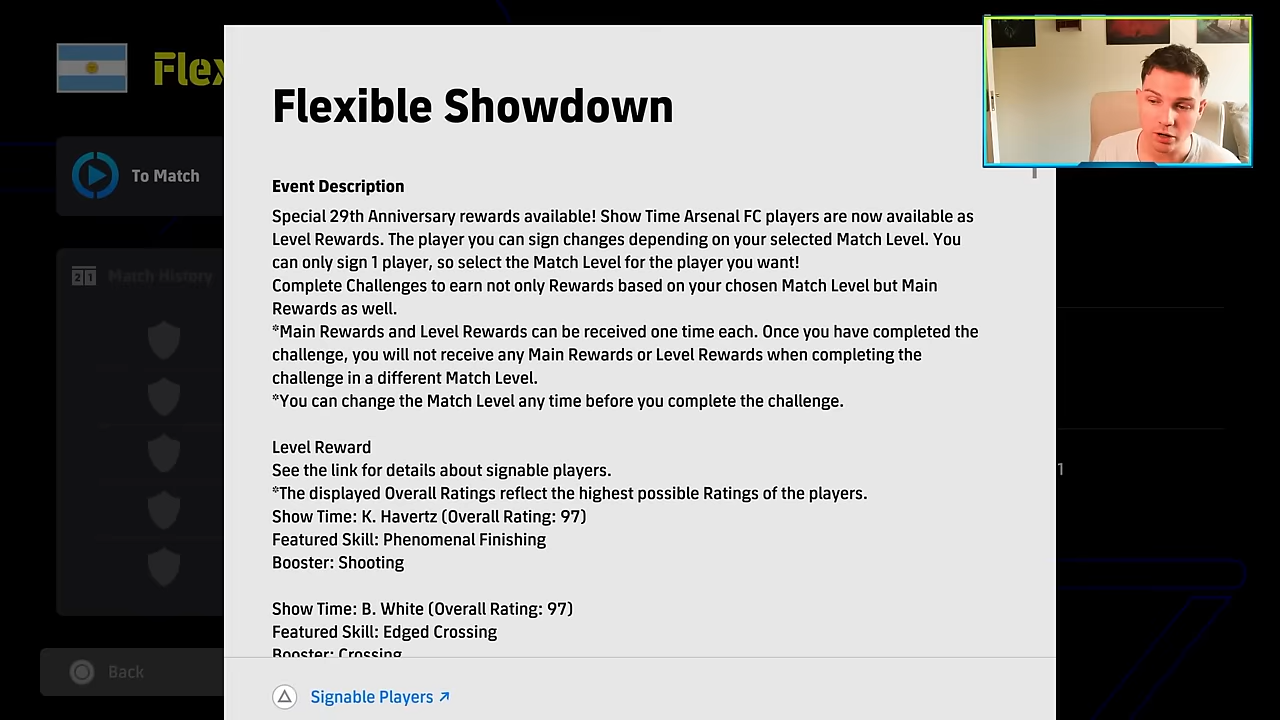 Flex
To Match
21
Match History
Back
Flexible Showdown
Event Description
Special 29th Anniversary rewards available! Show Time Arsenal FC players are now available as
Level Rewards. The player you can sign changes depending on your selected Match Level. You
can only sign 1 player, so select the Match Level for the player you want!
Complete Challenges to earn not only Rewards based on your chosen Match Level but Main
Rewards as well.
*Main Rewards and Level Rewards can be received one time each. Once you have completed the
challenge, you will not receive any Main Rewards or Level Rewards when completing the
challenge in a different Match Level.
*You can change the Match Level any time before you complete the challenge.
Level Reward
See the link for details about signable players.
*The displayed Overall Ratings reflect the highest possible Ratings of the players.
Show Time: K. Havertz (Overall Rating: 97)
Featured Skill: Phenomenal Finishing
Booster: Shooting
Show Time: B. White (Overall Rating: 97)
Featured Skill: Edged Crossing
Booster: Crossing
Signable Players
1